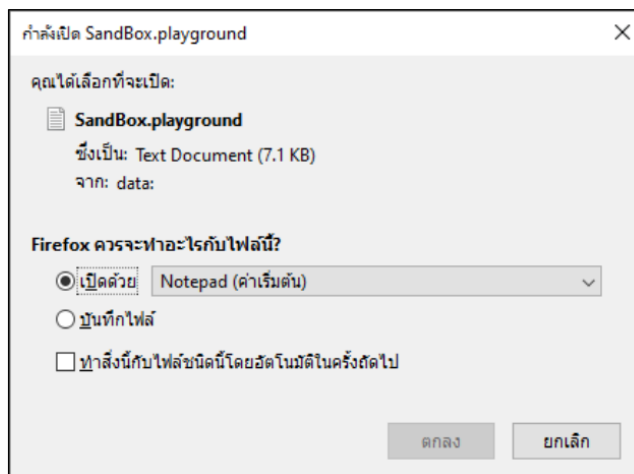 กำลังเปิด SandBox.playground
คุณได้เลือกที่จะเปิด:
SandBox.playground
ซึ่งเป็น: Text Document (7.1 KB)
จาก: data:
Firefox ควรจะทำอะไรกับไฟล์นี้?
เปิดด้วย Notepad (ค่าเริ่มต้น)
บันทึกไฟล์
ทำสิ่งนี้กับไฟล์ชนิดนี้โดยอัตโนมัติในครั้งถัดไป
ตกลง ยกเลิก